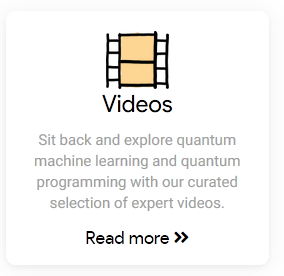 Videos
Sit back and explore quantum
machine learning and quantum
programming with our curated
selection of expert videos.
Read more »